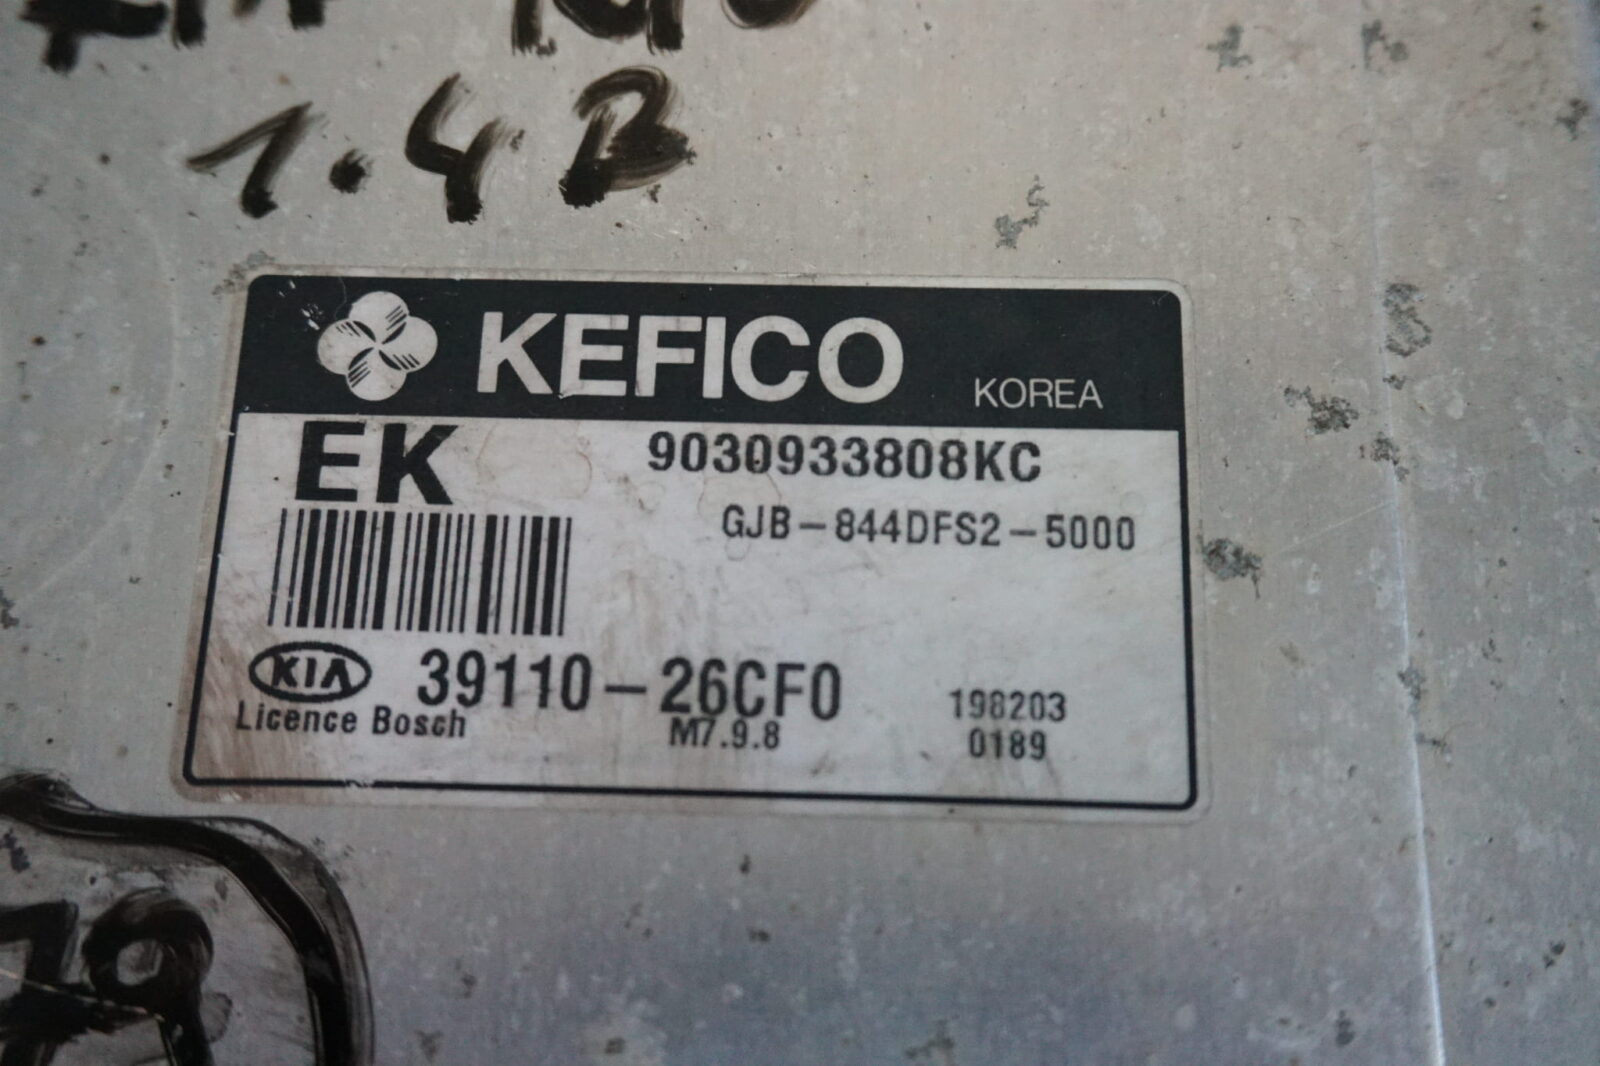 1.4B
KEFICO
KOREA
EK
9030933808KC
GJB-844DFS2-5000
KIA 39110-26CF0
198203
Licence Bosch
M7.9.8
0189